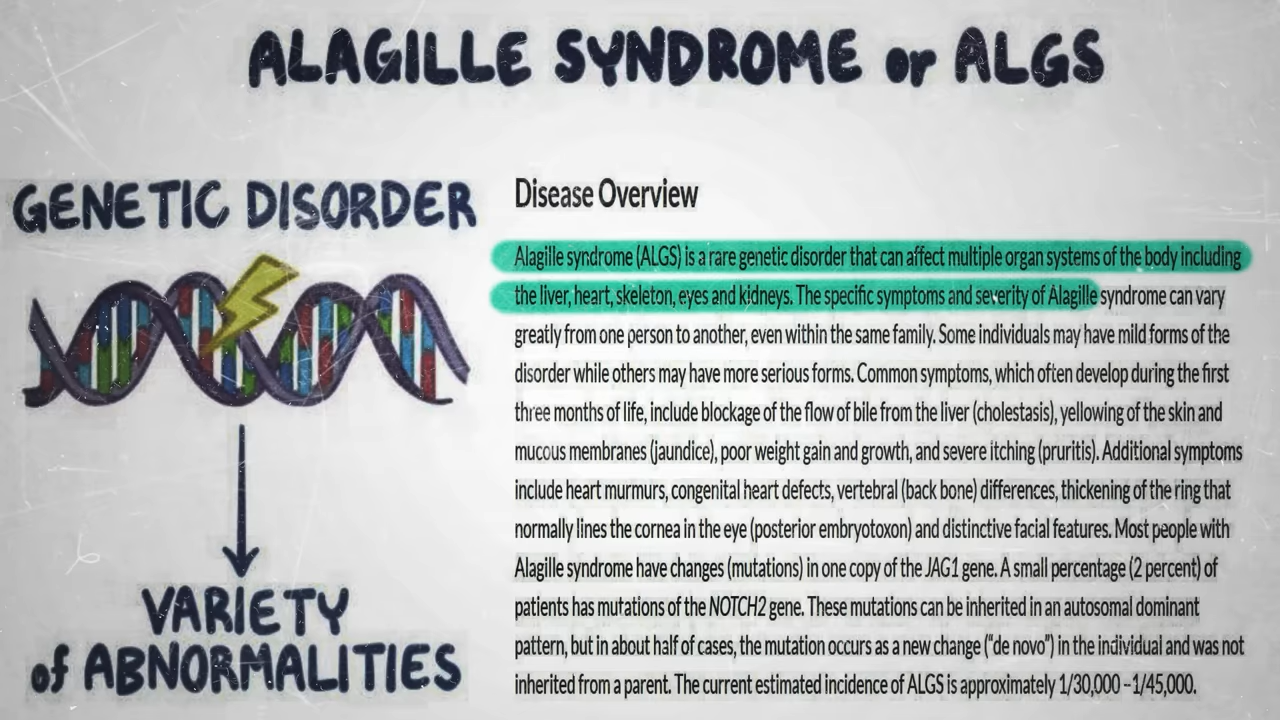 ALAGILLE SYNDROME or ALGS
GENETIC DISORDER
VARIETY
of ABNORMALITIES
Disease Overview
Alagille syndrome (ALGS) is a rare genetic disorder that can affect multiple organ systems of the body including
the liver, heart, skeleton, eyes and kidneys. The specific symptoms and severity of Alagille syndrome can vary
greatly from one person to another, even within the same family. Some individuals may have mild forms of the
disorder while others may have more serious forms. Common symptoms, which often develop during the first
three months of life, include blockage of the flow of bile from the liver (cholestasis), yellowing of the skin and
mucous membranes (jaundice), poor weight gain and growth, and severe itching (pruritis). Additional symptoms
include heart murmurs, congenital heart defects, vertebral (back bone) differences, thickening of the ring that
normally lines the cornea in the eye (posterior embryotoxon) and distinctive facial features. Most people with
Alagille syndrome have changes (mutations) in one copy of the JAG1 gene. A small percentage (2 percent) of
patients has mutations of the NOTCH2 gene. These mutations can be inherited in an autosomal dominant
pattern, but in about half of cases, the mutation occurs as a new change (“de novo”) in the individual and was not
inherited from a parent. The current estimated incidence of ALGS is approximately 1/30,000 –1/45,000.